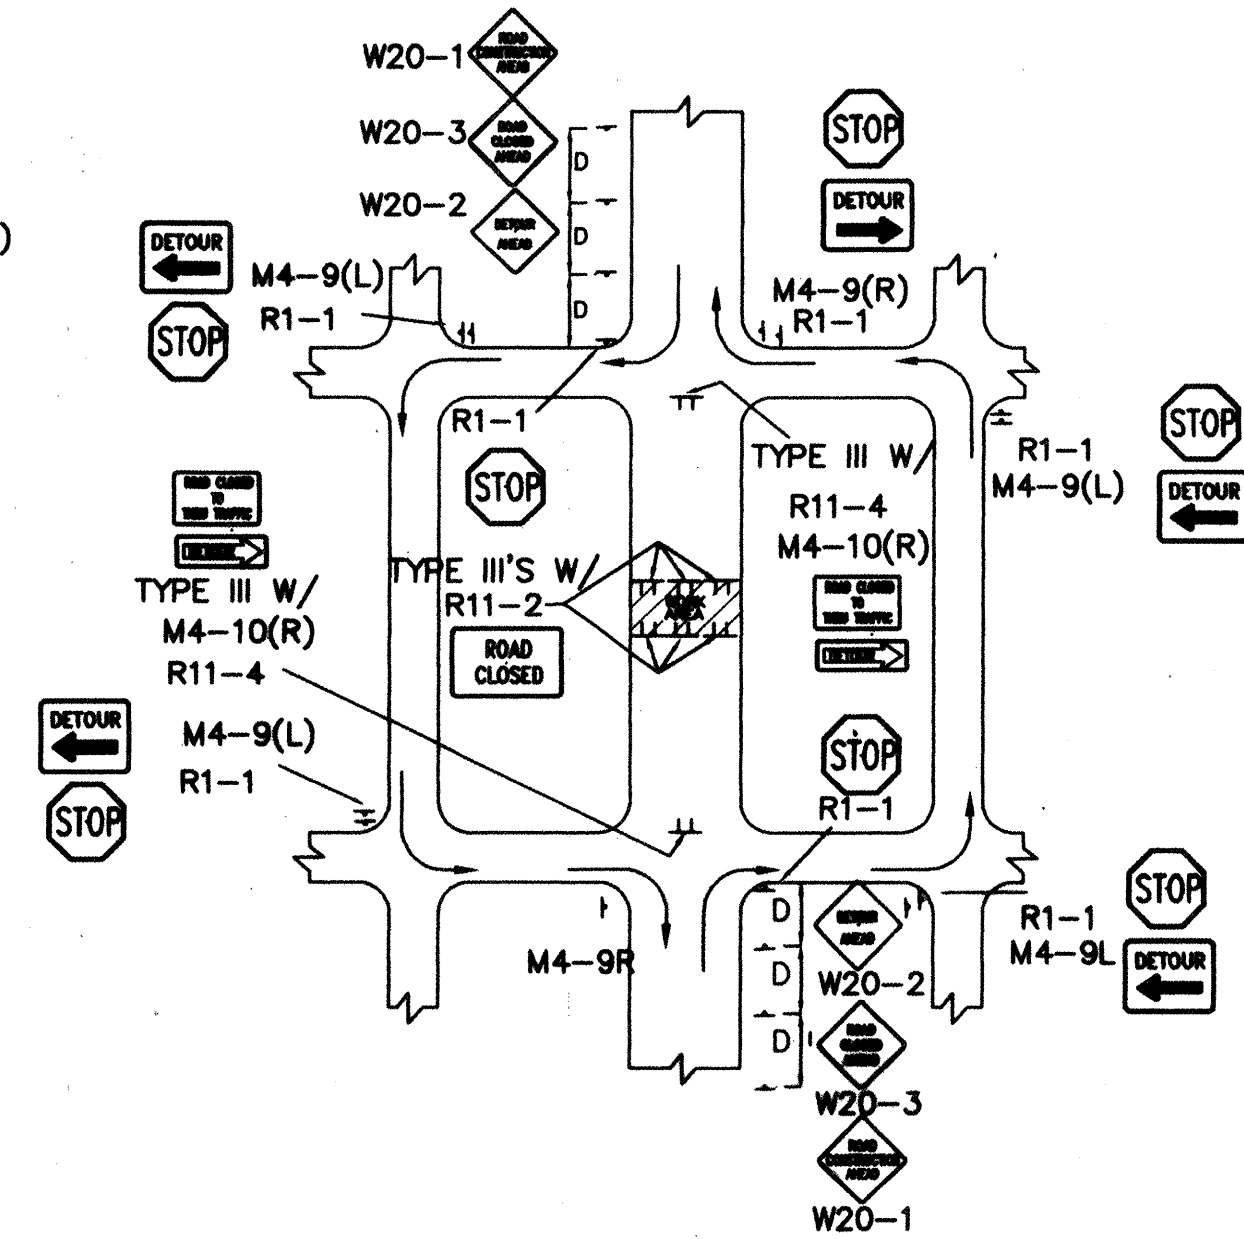 W20-1
ROAD
CONSTRUCTION
AHEAD
W20-3
ROAD
CLOSED
AHEAD
W20-2
DETOUR
AHEAD
D
D
D
STOP
DETOUR
M4-9(R)
R1-1
)
DETOUR
M4-9(L)
STOP
R1-1
R1-1
STOP
TYPE III W/
R11-4
M4-10(R)
ROAD CLOSED
TO
THRU TRAFFIC
DETOUR
STOP
R1-1
M4-9(L)
DETOUR
ROAD CLOSED
TO
THRU TRAFFIC
DETOUR
TYPE III W/
M4-10(R)
R11-4
TYPE III'S W/
R11-2
ROAD
CLOSED
WORK
AREA
DETOUR
M4-9(L)
STOP
R1-1
STOP
R1-1
M4-9R
D
D
D
DETOUR
AHEAD
W20-2
ROAD
CLOSED
AHEAD
W20-3
ROAD
CONSTRUCTION
AHEAD
W20-1
STOP
R1-1
M4-9L
DETOUR